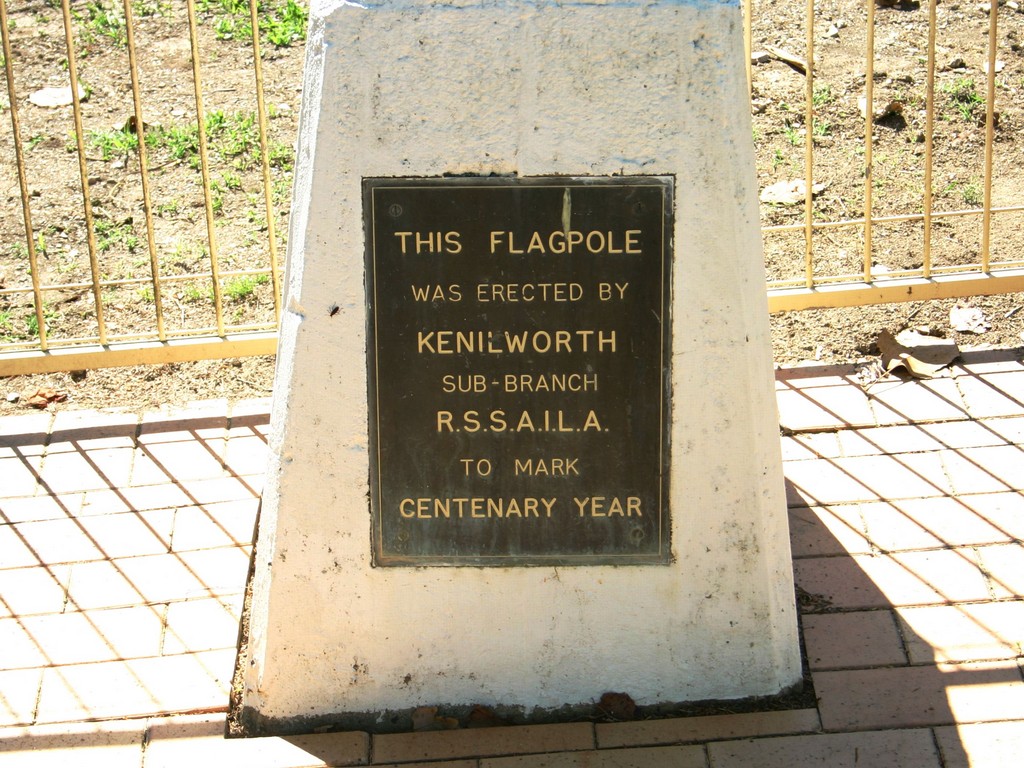 THIS FLAGPOLE
WAS ERECTED BY
KENILWORTH
SUB-BRANCH
R.S.S.A.I.L.A.
TO MARK
CENTENARY YEAR